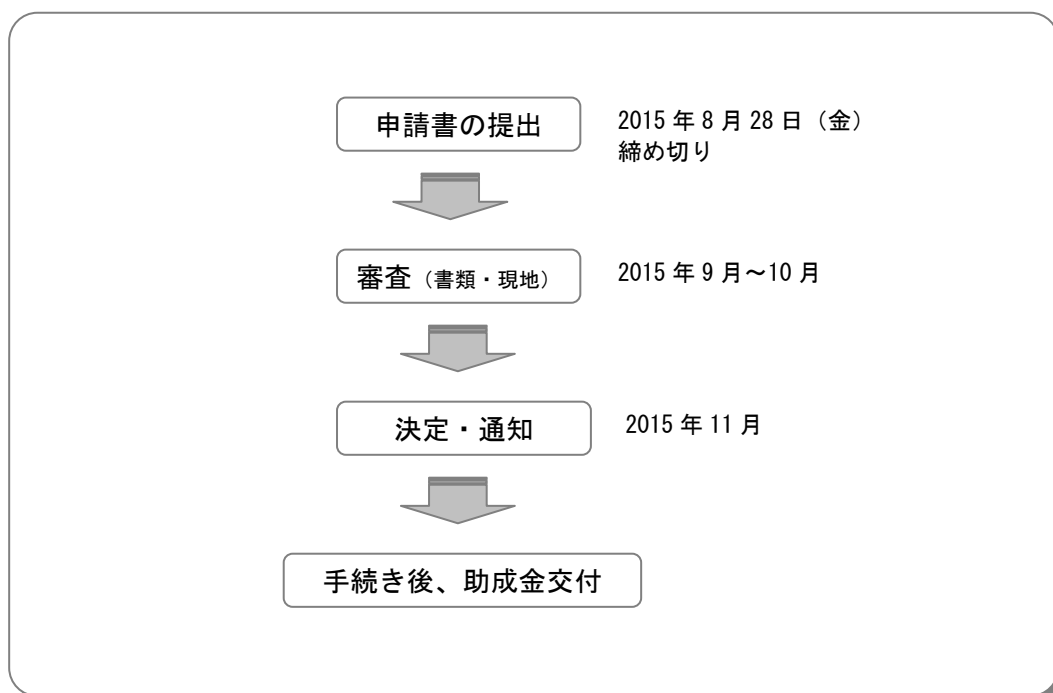 申請書の提出
2015 年 8 月 28 日（金）
締め切り
審査（書類・現地）
2015 年 9 月～10 月
決定・通知
2015 年 11 月
手続き後、助成金交付